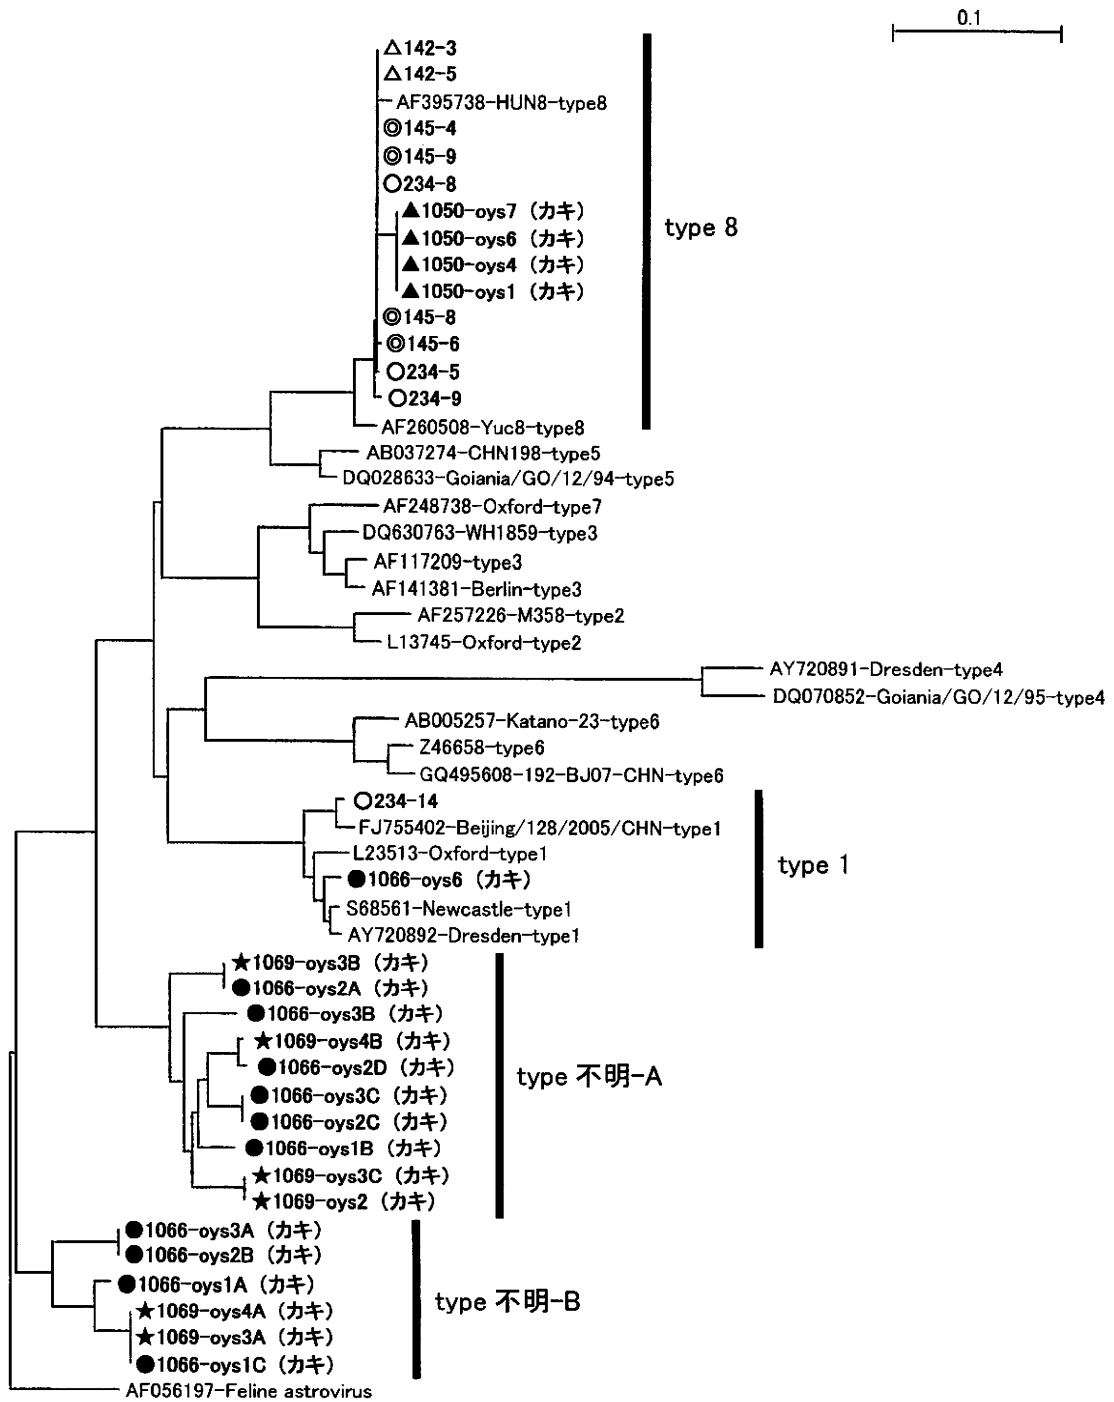 0.1
△142-3
△142-5
AF395738-HUN8-type8
◎145-4
◎145-9
○234-8
▲1050-oys7 (カキ)
▲1050-oys6 (カキ)
▲1050-oys4 (カキ)
▲1050-oys1 (カキ)
◎145-8
◎145-6
○234-5
○234-9
AF260508-Yuc8-type8
type 8
AB037274-CHN198-type5
DQ028633-Goiania/GO/12/94-type5
AF248738-Oxford-type7
DQ630763-WH1859-type3
AF117209-type3
AF141381-Berlin-type3
AF257226-M358-type2
L13745-Oxford-type2
AY720891-Dresden-type4
DQ070852-Goiania/GO/12/95-type4
AB005257-Katano-23-type6
Z46658-type6
GQ495608-192-BJ07-CHN-type6
○234-14
FJ755402-Beijing/128/2005/CHN-type1
L23513-Oxford-type1
●1066-oys6 (カキ)
S68561-Newcastle-type1
AY720892-Dresden-type1
type 1
★1069-oys3B (カキ)
●1066-oys2A (カキ)
●1066-oys3B (カキ)
★1069-oys4B (カキ)
●1066-oys2D (カキ)
●1066-oys3C (カキ)
●1066-oys2C (カキ)
●1066-oys1B (カキ)
★1069-oys3C (カキ)
★1069-oys2 (カキ)
type 不明-A
●1066-oys3A (カキ)
●1066-oys2B (カキ)
●1066-oys1A (カキ)
★1069-oys4A (カキ)
★1069-oys3A (カキ)
●1066-oys1C (カキ)
type 不明-B
AF056197-Feline astrovirus